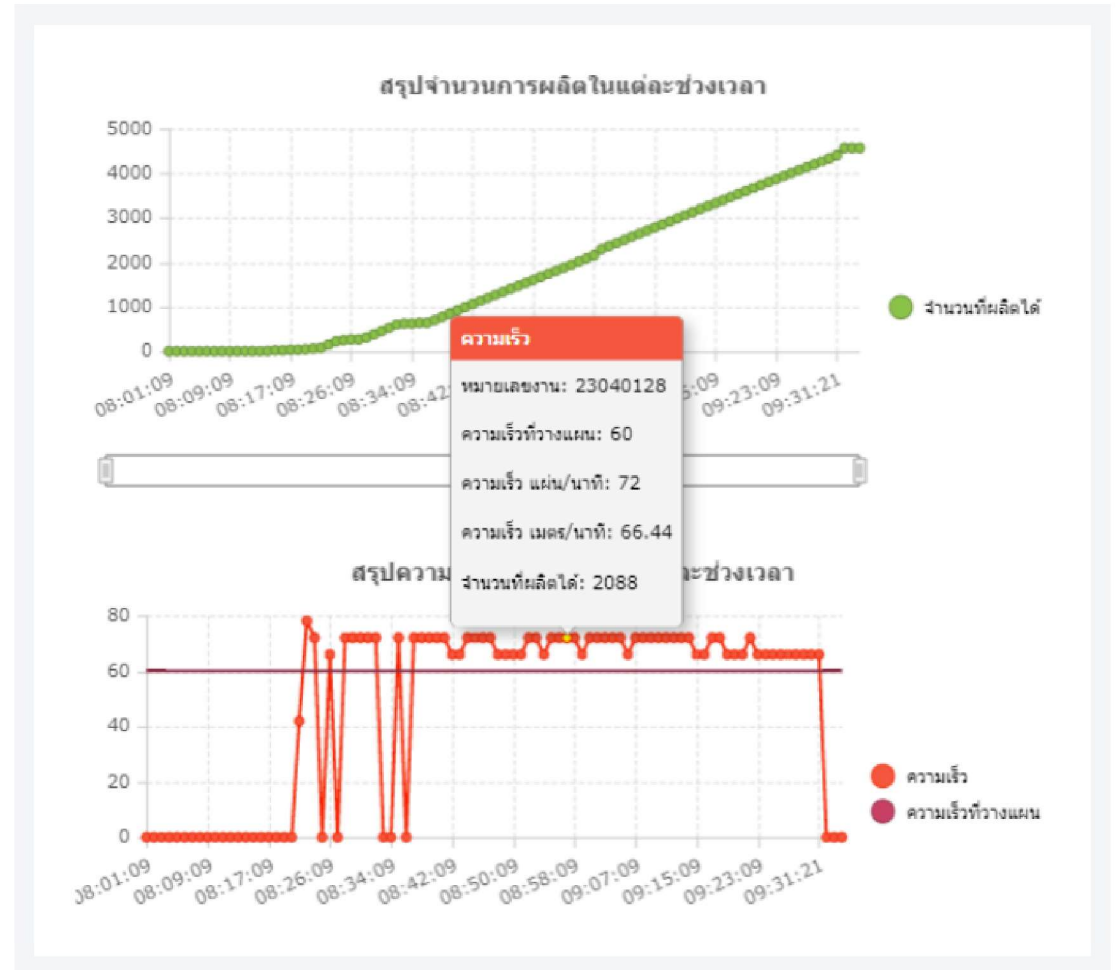 สรุปจำนวนการผลิตในแต่ละช่วงเวลา
5000
4000
3000
2000
1000
0
08:01:09 08:09:09 08:17:09 08:26:09 08:34:09 08:42 5:09 09:23:09 09:31:21
จำนวนที่ผลิตได้
ความเร็ว
หมายเลขงาน: 23040128
ความเร็วที่วางแผน: 60
ความเร็ว แผ่น/นาที: 72
ความเร็ว เมตร/นาที: 66.44
จำนวนที่ผลิตได้: 2088
สรุปความ ละช่วงเวลา
80
60
40
20
0
08:01:09 08:09:09 08:17:09 08:26:09 08:34:09 08:42:09 08:50:09 08:58:09 09:07:09 09:15:09 09:23:09 09:31:21
ความเร็ว
ความเร็วที่วางแผน